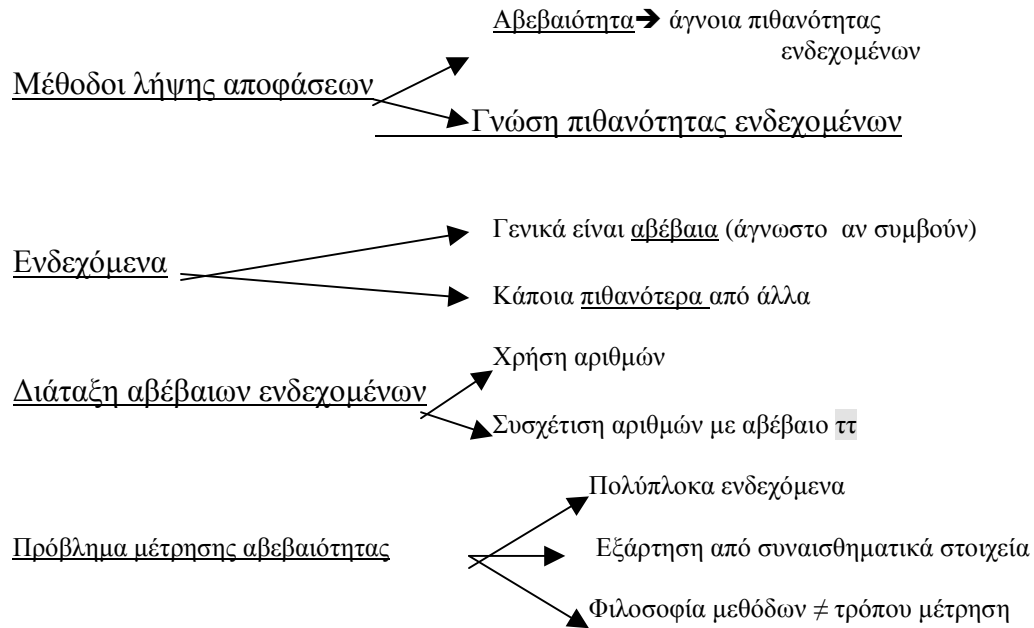 Αβεβαιότητα➔ άγνοια πιθανότητας
ενδεχομένων
Μέθοδοι λήψης αποφάσεων
Γνώση πιθανότητας ενδεχομένων
Γενικά είναι αβέβαια (άγνωστο αν συμβούν)
Ενδεχόμενα
Κάποια πιθανότερα από άλλα
Χρήση αριθμών
Διάταξη αβέβαιων ενδεχομένων
Συσχέτιση αριθμών με αβέβαιο ττ
Πολύπλοκα ενδεχόμενα
Πρόβλημα μέτρησης αβεβαιότητας
Εξάρτηση από συναισθηματικά στοιχεία
Φιλοσοφία μεθόδων ≠ τρόπου μέτρηση